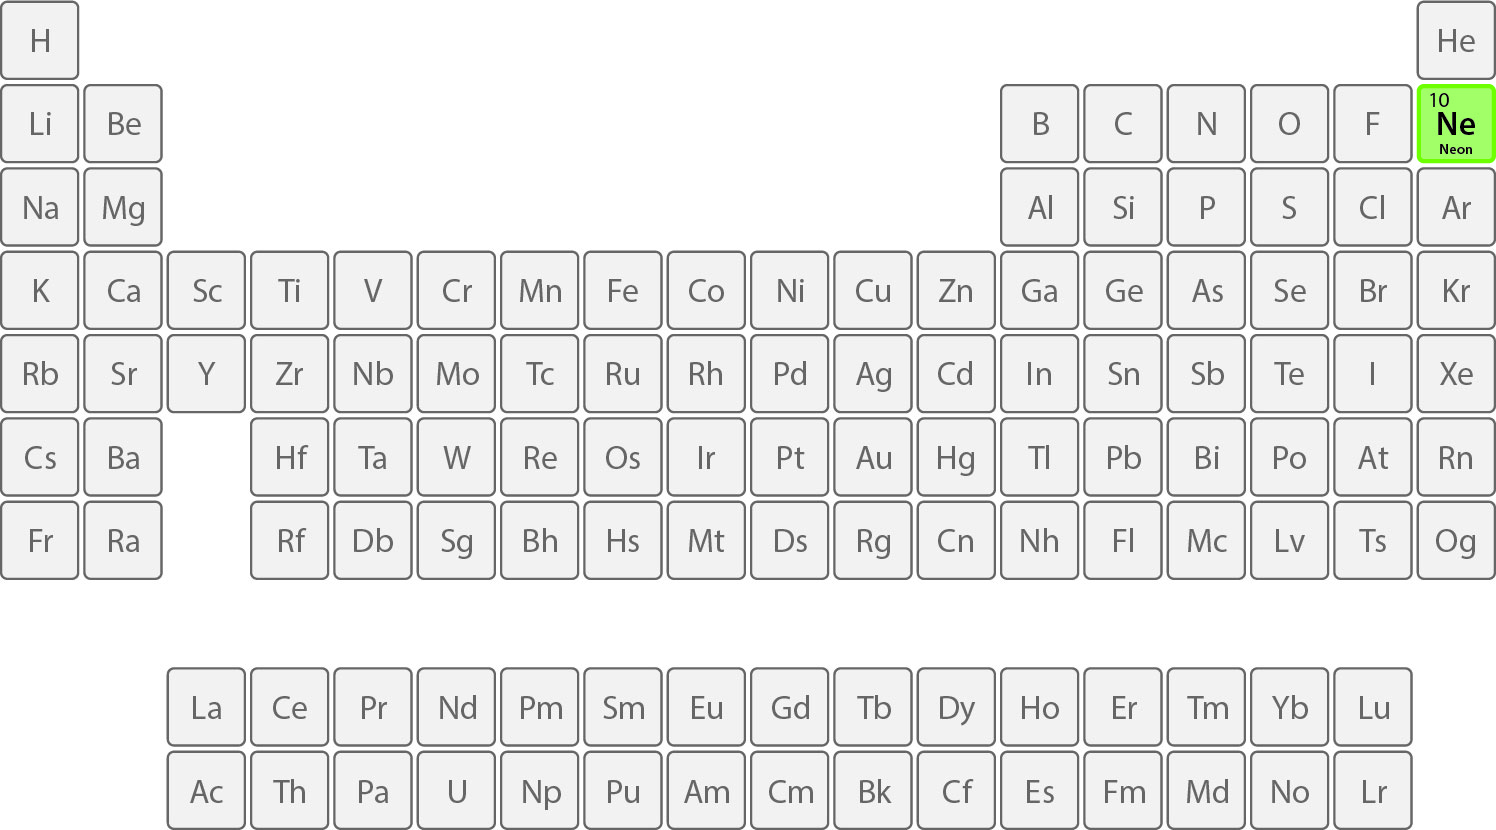 H He
Li Be B C N O F 10 Ne Neon
Na Mg Al Si P S Cl Ar
K Ca Sc Ti V Cr Mn Fe Co Ni Cu Zn Ga Ge As Se Br Kr
Rb Sr Y Zr Nb Mo Tc Ru Rh Pd Ag Cd In Sn Sb Te I Xe
Cs Ba Hf Ta W Re Os Ir Pt Au Hg Tl Pb Bi Po At Rn
Fr Ra Rf Db Sg Bh Hs Mt Ds Rg Cn Nh Fl Mc Lv Ts Og
La Ce Pr Nd Pm Sm Eu Gd Tb Dy Ho Er Tm Yb Lu
Ac Th Pa U Np Pu Am Cm Bk Cf Es Fm Md No Lr